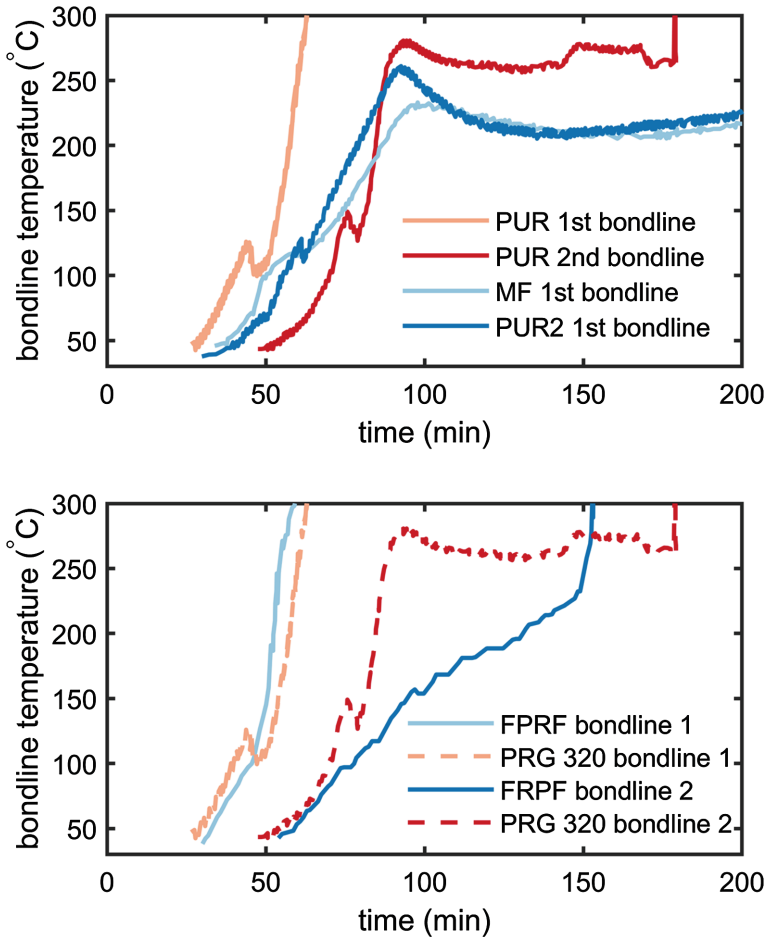 300
250
200
150
100
50
bondline temperature (°C)
PUR 1st bondline
PUR 2nd bondline
MF 1st bondline
PUR2 1st bondline
0 50 100 150 200
time (min)
300
250
200
150
100
50
bondline temperature (°C)
FPRF bondline 1
PRG 320 bondline 1
FRPF bondline 2
PRG 320 bondline 2
0 50 100 150 200
time (min)